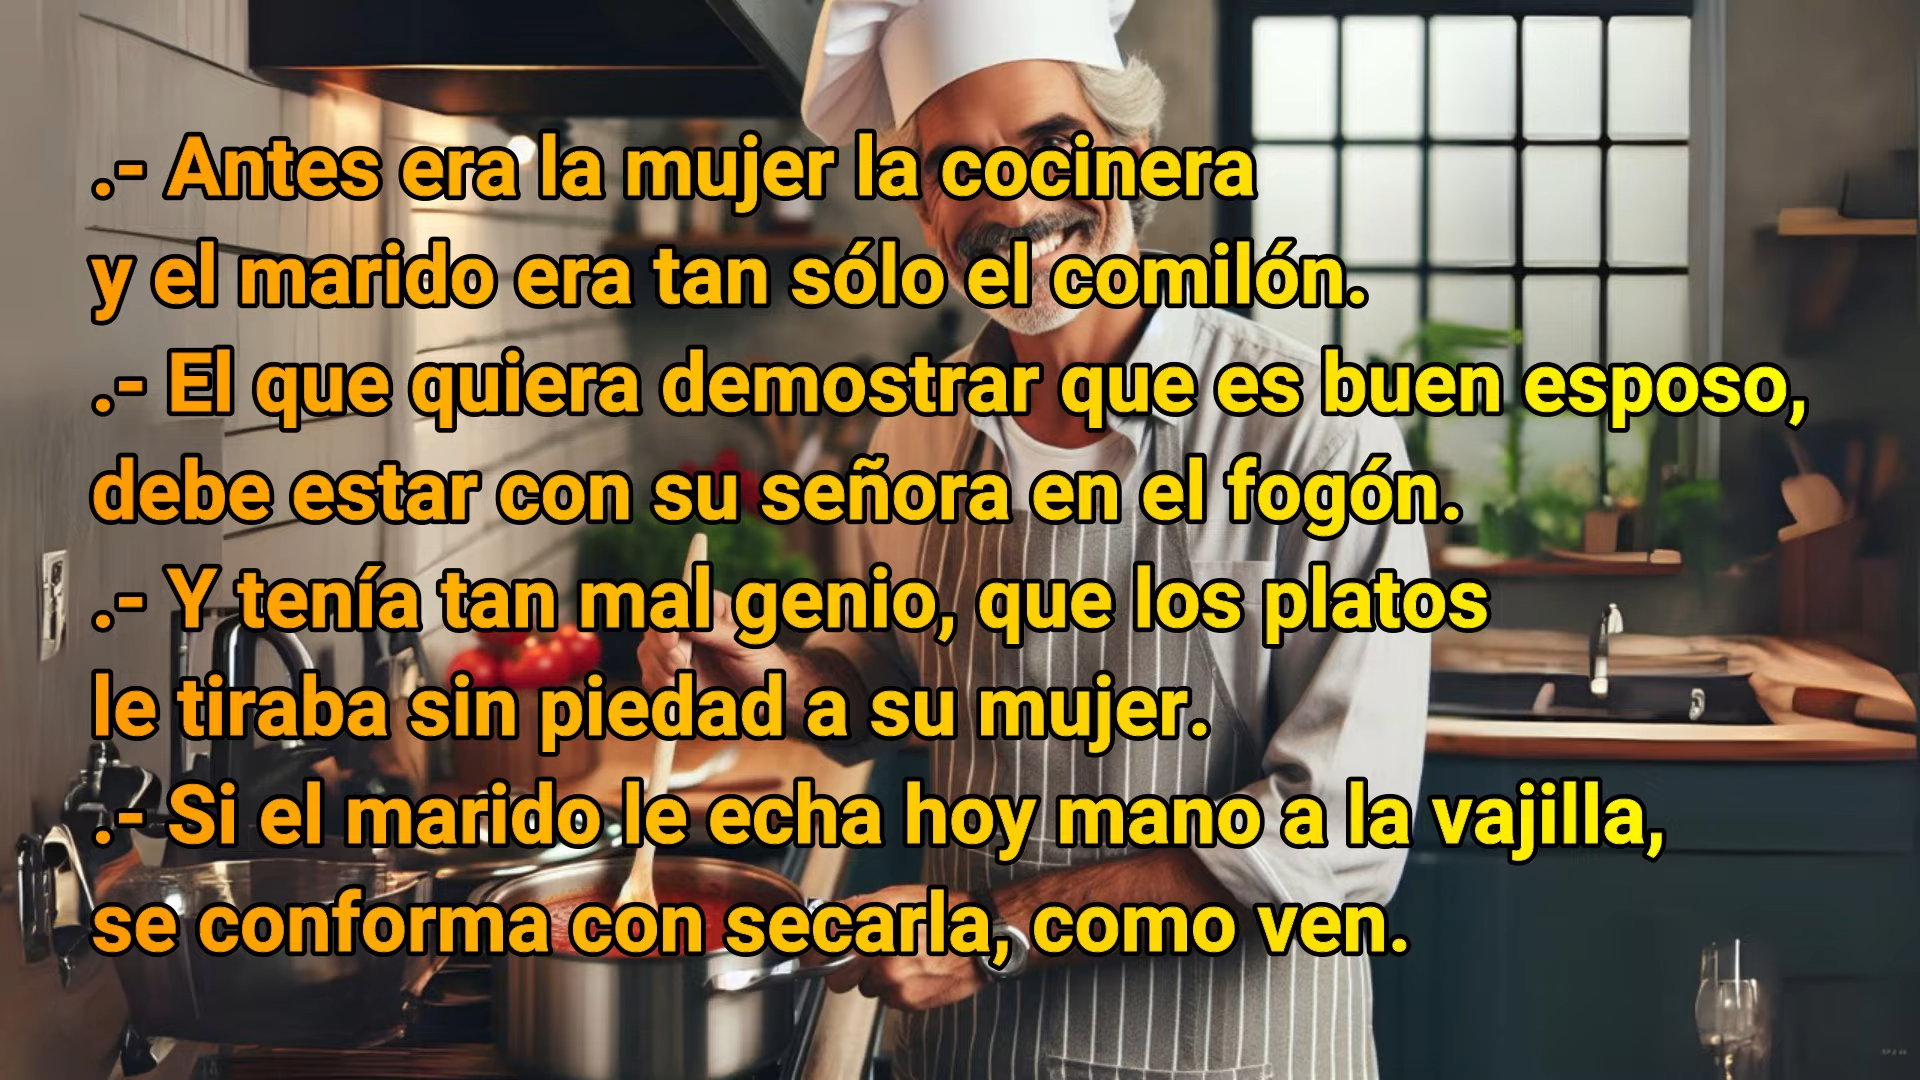 .- Antes era la mujer la cocinera
y el marido era tan sólo el comilón.
.- El que quiera demostrar que es buen esposo,
debe estar con su señora en el fogón.
.- Y tenía tan mal genio, que los platos
le tiraba sin piedad a su mujer.
.- Si el marido le echa hoy mano a la vajilla,
se conforma con secarla, como ven.